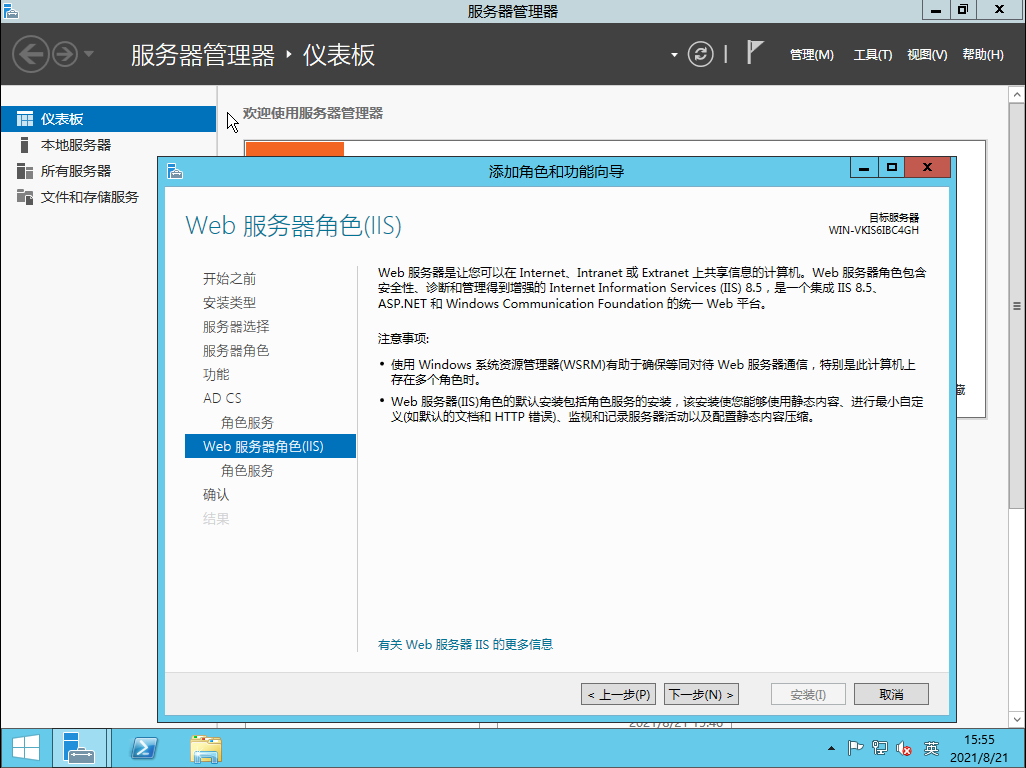 服务器管理器
服务器管理器 ‣ 仪表板
管理(M) 工具(T) 视图(V) 帮助(H)
仪表板
本地服务器
所有服务器
文件和存储服务
欢迎使用服务器管理器
添加角色和功能向导
Web 服务器角色(IIS)
目标服务器
WIN-VKIS6IBC4GH
开始之前
安装类型
服务器选择
服务器角色
功能
AD CS
角色服务
Web 服务器角色(IIS)
角色服务
确认
结果
Web 服务器是让您可以在 Internet、Intranet 或 Extranet 上共享信息的计算机。Web 服务器角色包含
安全性、诊断和管理得到增强的 Internet Information Services (IIS) 8.5，是一个集成 IIS 8.5、
ASP.NET 和 Windows Communication Foundation 的统一 Web 平台。
注意事项:
• 使用 Windows 系统资源管理器(WSRM)有助于确保等同对待 Web 服务器通信，特别是此计算机上
存在多个角色时。
• Web 服务器(IIS)角色的默认安装包括角色服务的安装，该安装使您能够使用静态内容、进行最小自定
义(如默认的文档和 HTTP 错误)、监视和记录服务器活动以及配置静态内容压缩。
藏
有关 Web 服务器 IIS 的更多信息
< 上一步(P) 下一步(N) > 安装(I) 取消
英
15:55
2021/8/21